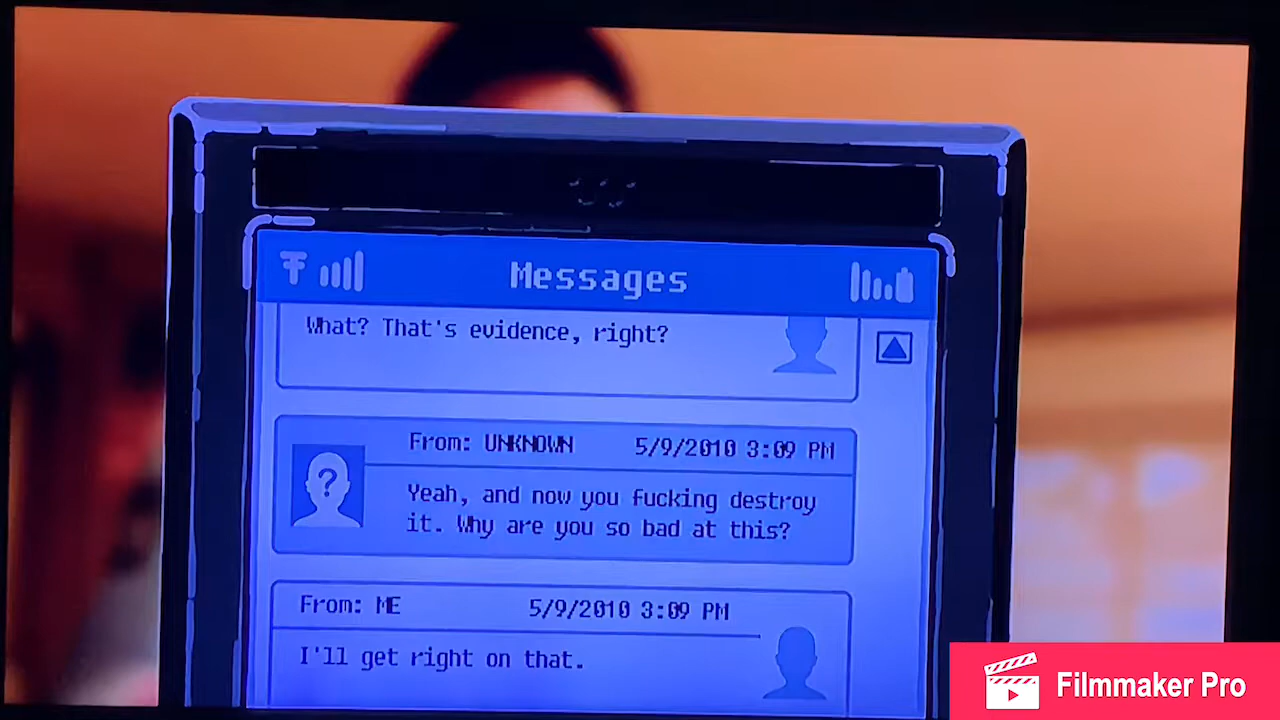 Messages
What? That's evidence, right?
From: UNKNOWN 5/9/2010 3:09 PM
Yeah, and now you fucking destroy
it. Why are you so bad at this?
From: ME 5/9/2010 3:09 PM
I'll get right on that.
Filmmaker Pro